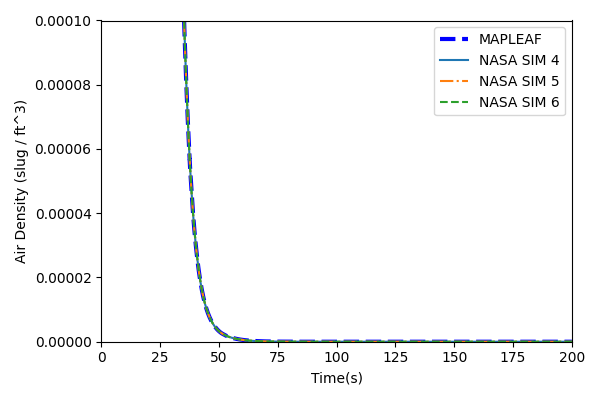 0.00010
0.00008
0.00006
0.00004
0.00002
0.00000
Air Density (slug / ft^3)
MAPLEAF
NASA SIM 4
NASA SIM 5
NASA SIM 6
0 25 50 75 100 125 150 175 200
Time(s)